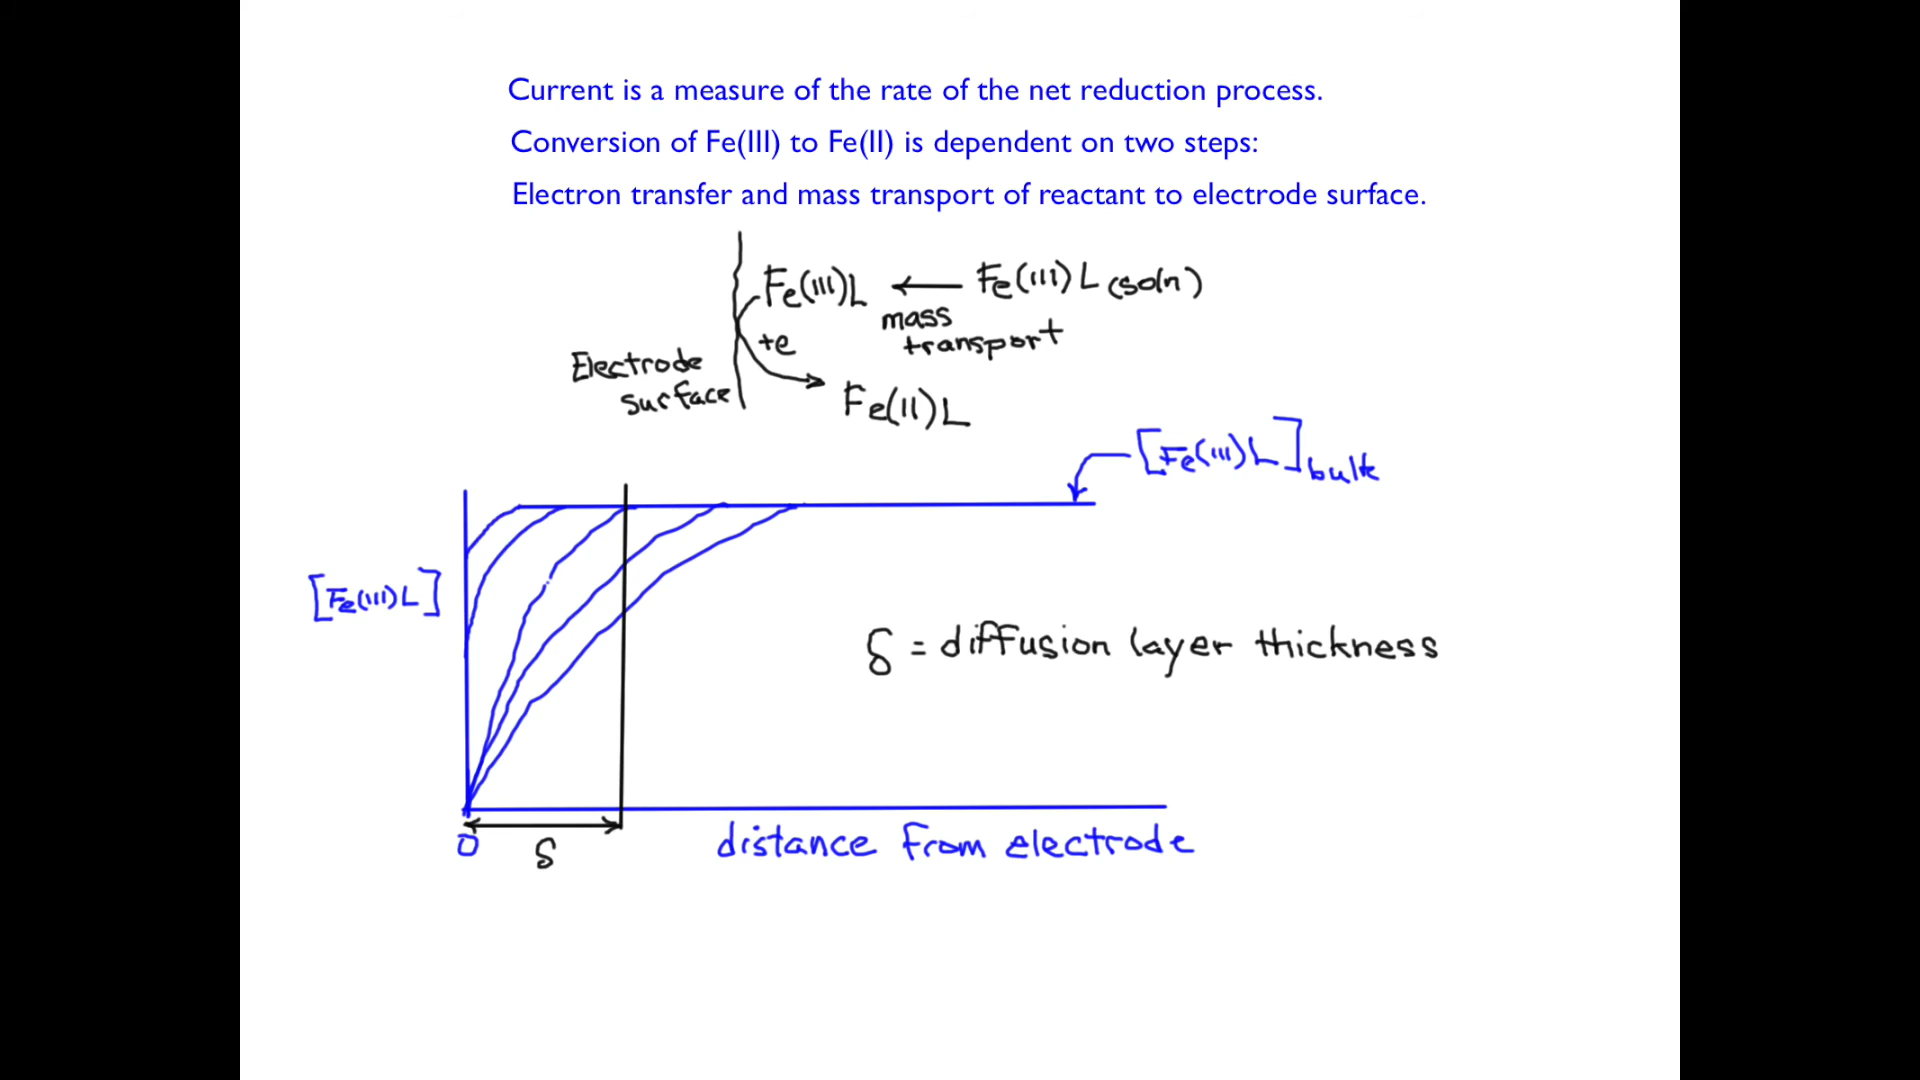 Current is a measure of the rate of the net reduction process.
Conversion of Fe(III) to Fe(II) is dependent on two steps:
Electron transfer and mass transport of reactant to electrode surface.
Fe(III)L ← Fe(III)L (soln)
mass
transport
+e
Electrode
surface
Fe(II)L
[Fe(III)L]bulk
[Fe(III)L]
δ = diffusion layer thickness
0
δ
distance from electrode